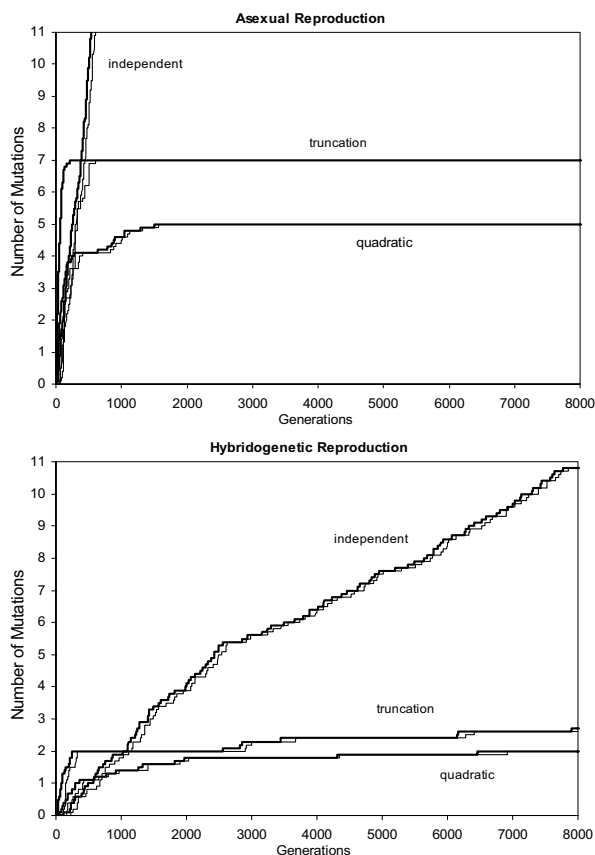 Asexual Reproduction
Number of Mutations
11
10
9
8
7
6
5
4
3
2
1
0
independent
truncation
quadratic
0 1000 2000 3000 4000 5000 6000 7000 8000
Generations
Hybridogenetic Reproduction
Number of Mutations
11
10
9
8
7
6
5
4
3
2
1
0
independent
truncation
quadratic
0 1000 2000 3000 4000 5000 6000 7000 8000
Generations